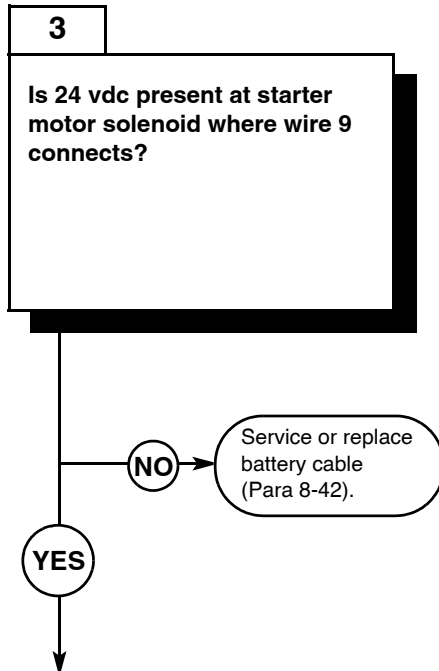 3
Is 24 vdc present at starter
motor solenoid where wire 9
connects?
NO
Service or replace
battery cable
(Para 8-42).
YES